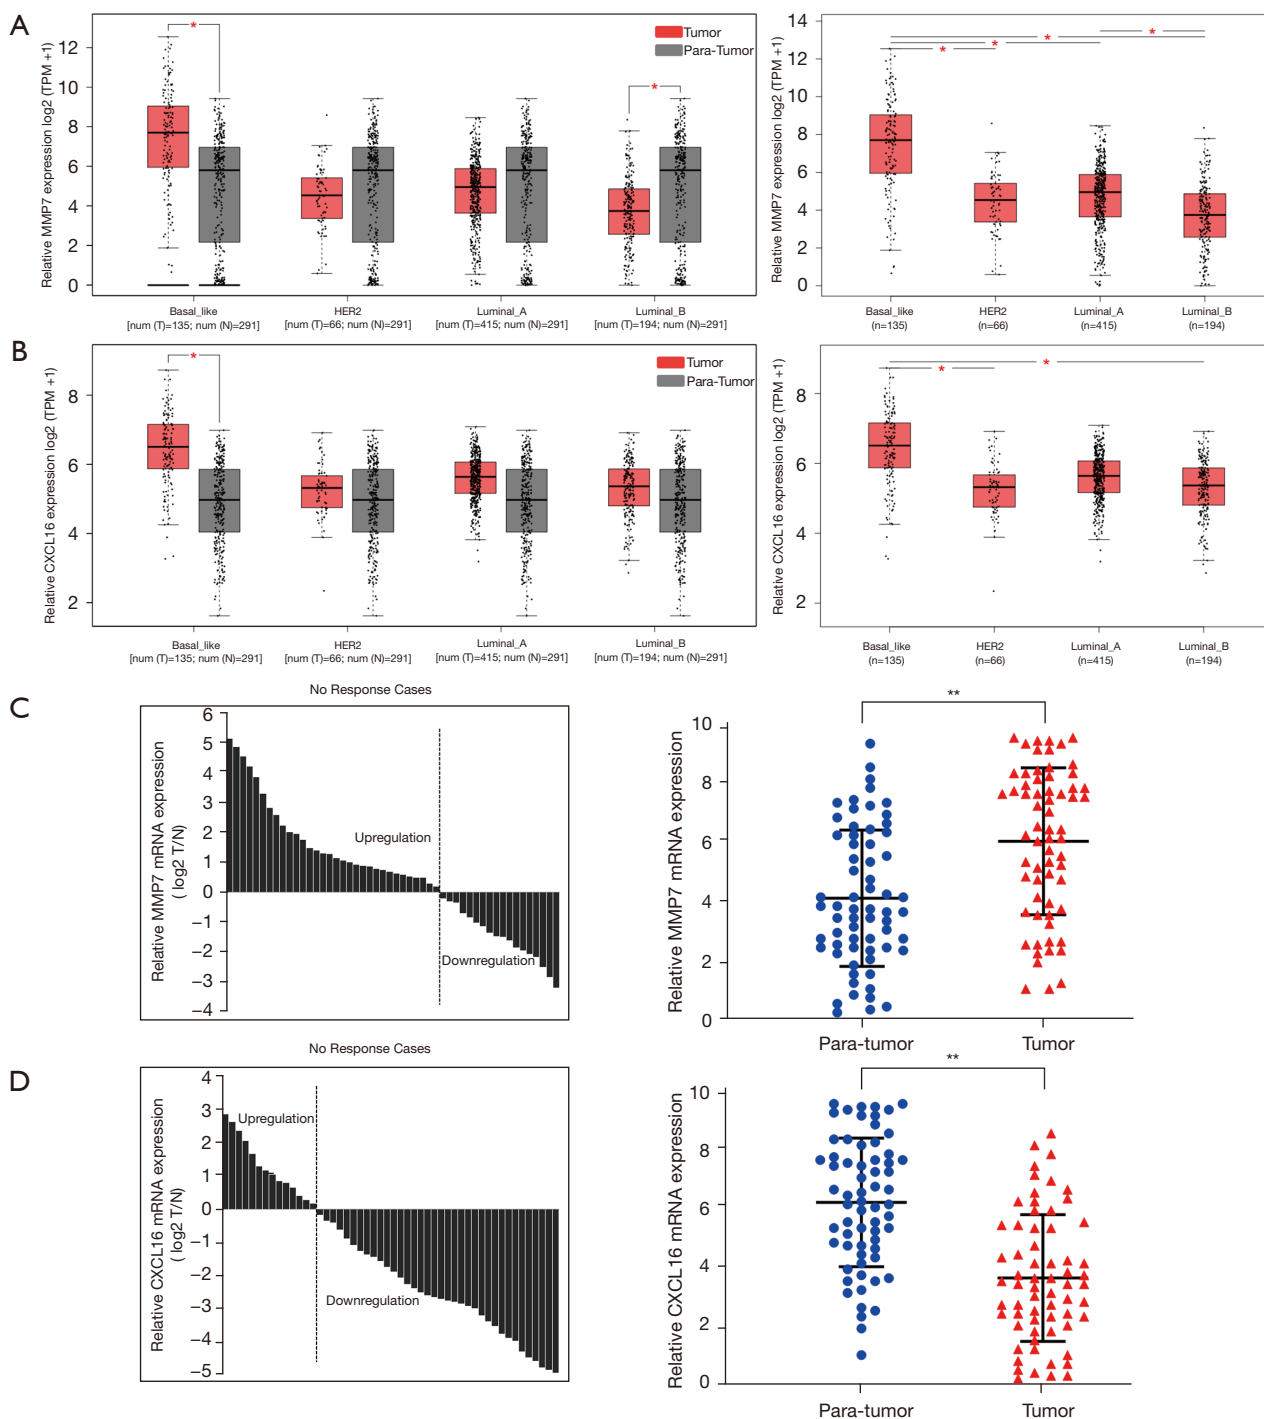 A
Relative MMP7 expression log2 (TPM +1)
12
10
8
6
4
2
0
*
*
Tumor
Para-Tumor
Basal_like
[num (T)=135; num (N)=291]
HER2
[num (T)=66; num (N)=291]
Luminal_A
[num (T)=415; num (N)=291]
Luminal_B
[num (T)=194; num (N)=291]
Relative MMP7 expression log2 (TPM +1)
14
12
10
8
6
4
2
0
*
*
*
*
Basal_like
(n=135)
HER2
(n=66)
Luminal_A
(n=415)
Luminal_B
(n=194)
B
Relative CXCL16 expression log2 (TPM +1)
8
6
4
2
*
Tumor
Para-Tumor
Basal_like
[num (T)=135; num (N)=291]
HER2
[num (T)=66; num (N)=291]
Luminal_A
[num (T)=415; num (N)=291]
Luminal_B
[num (T)=194; num (N)=291]
Relative CXCL16 expression log2 (TPM +1)
8
6
4
2
*
*
Basal_like
(n=135)
HER2
(n=66)
Luminal_A
(n=415)
Luminal_B
(n=194)
C
No Response Cases
Relative MMP7 mRNA expression
( log2 T/N)
6
5
4
3
2
1
0
−1
−2
−3
−4
Upregulation
Downregulation
Relative MMP7 mRNA expression
10
8
6
4
2
0
**
Para-tumor
Tumor
D
No Response Cases
Relative CXCL16 mRNA expression
( log2 T/N)
4
3
2
1
0
−1
−2
−3
−4
−5
Upregulation
Downregulation
Relative CXCL16 mRNA expression
10
8
6
4
2
0
**
Para-tumor
Tumor